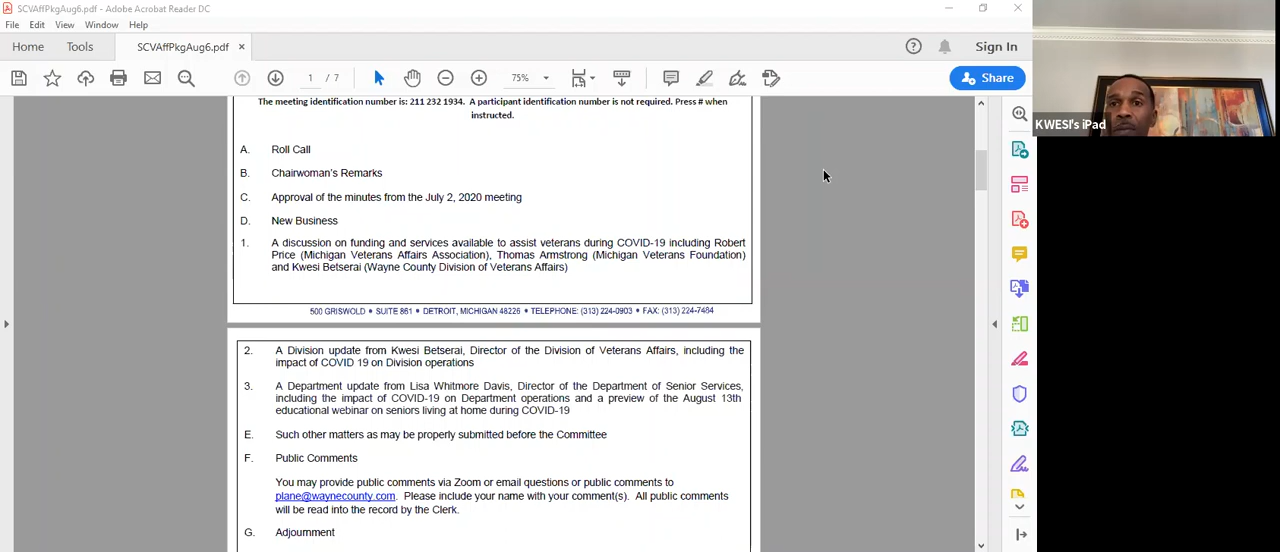 SCVAffPkgAug6.pdf - Adobe Acrobat Reader DC
File Edit View Window Help
Home Tools SCVAffPkgAug6.pdf × Sign In
1 / 7 75% Share
The meeting identification number is: 211 232 1934. A participant identification number is not required. Press # when
instructed.
A. Roll Call
B. Chairwoman's Remarks
C. Approval of the minutes from the July 2, 2020 meeting
D. New Business
1. A discussion on funding and services available to assist veterans during COVID-19 including Robert
Price (Michigan Veterans Affairs Association), Thomas Armstrong (Michigan Veterans Foundation)
and Kwesi Betserai (Wayne County Division of Veterans Affairs)
500 GRISWOLD • SUITE 861 • DETROIT, MICHIGAN 48226 • TELEPHONE: (313) 224-0903 • FAX: (313) 224-7484
2. A Division update from Kwesi Betserai, Director of the Division of Veterans Affairs, including the
impact of COVID 19 on Division operations
3. A Department update from Lisa Whitmore Davis, Director of the Department of Senior Services,
including the impact of COVID-19 on Department operations and a preview of the August 13th
educational webinar on seniors living at home during COVID-19
E. Such other matters as may be properly submitted before the Committee
F. Public Comments
You may provide public comments via Zoom or email questions or public comments to
plane@waynecounty.com. Please include your name with your comment(s). All public comments
will be read into the record by the Clerk.
G. Adjournment
KWESI's iPad